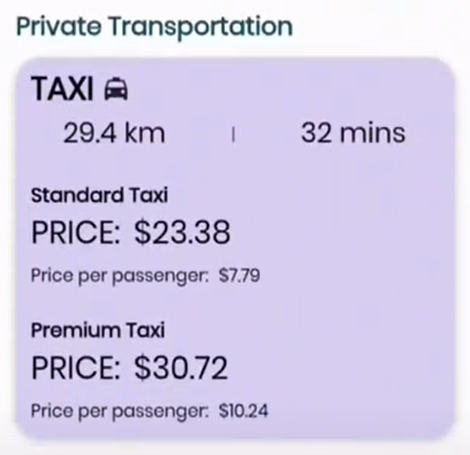 Private Transportation
TAXI
29.4 km | 32 mins
Standard Taxi
PRICE: $23.38
Price per passenger: $7.79
Premium Taxi
PRICE: $30.72
Price per passenger: $10.24